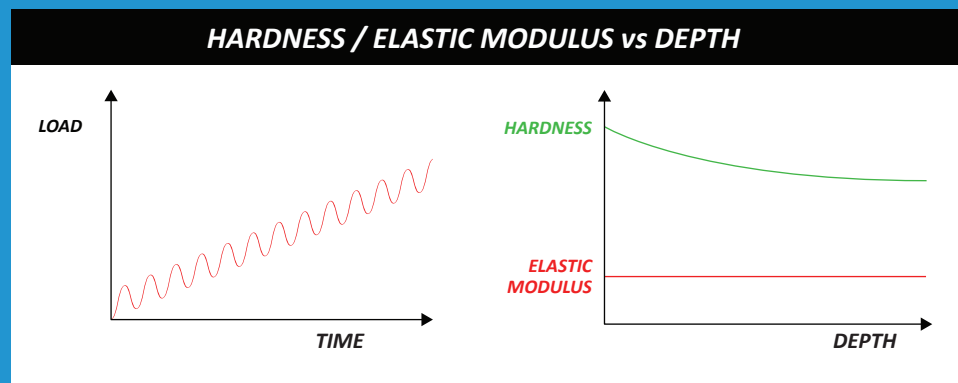 HARDNESS / ELASTIC MODULUS vs DEPTH
LOAD
TIME
HARDNESS
ELASTIC
MODULUS
DEPTH